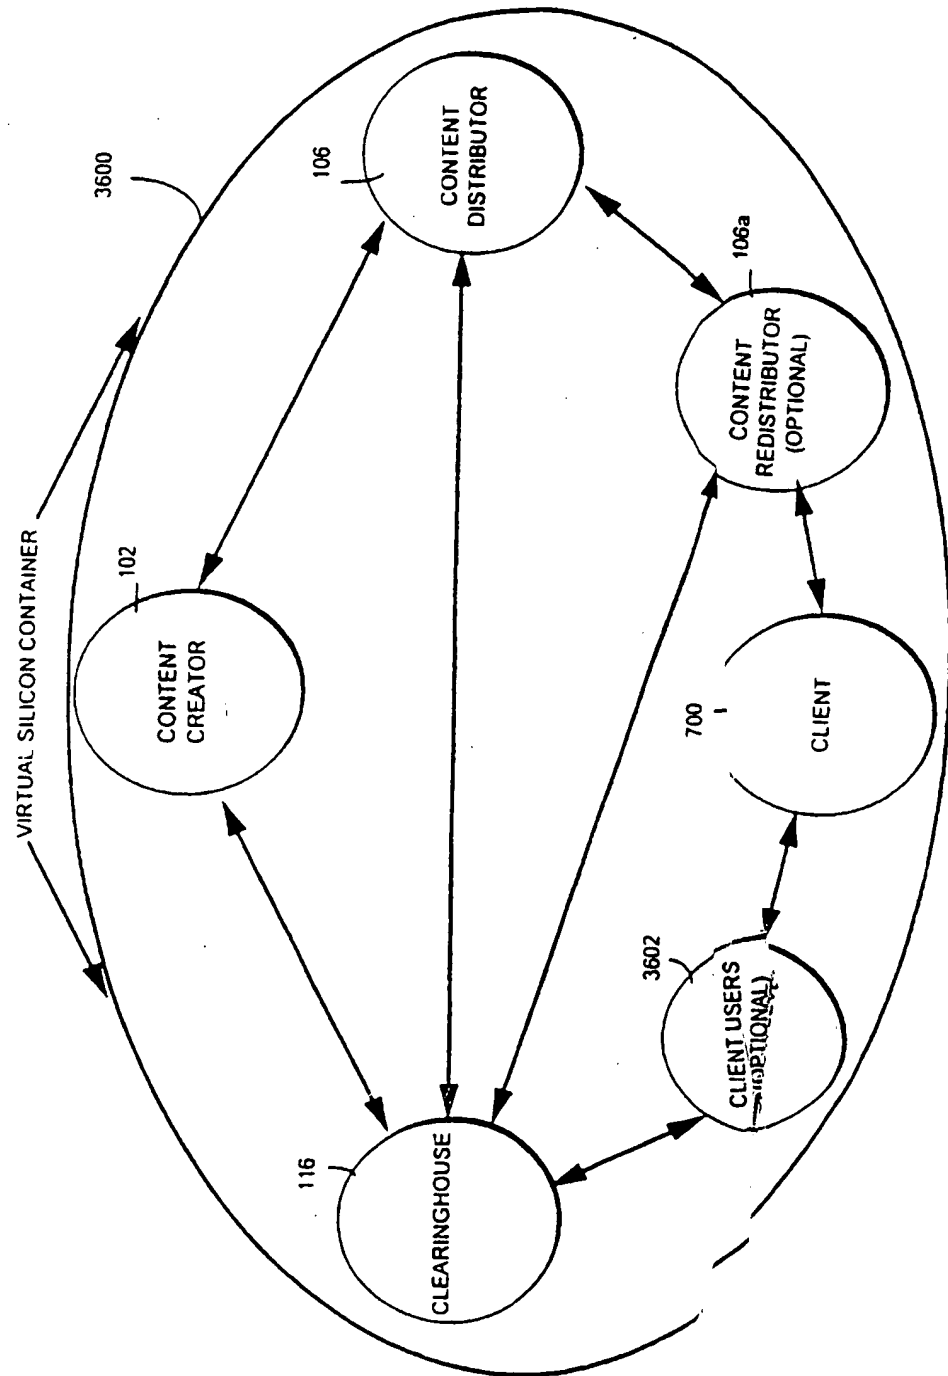 VIRTUAL SILICON CONTAINER
3600
102
CONTENT
CREATOR
106
CONTENT
DISTRIBUTOR
116
CLEARINGHOUSE
106a
CONTENT
REDISTRIBUTOR
(OPTIONAL)
3602
CLIENT USERS
(OPTIONAL)
700
CLIENT